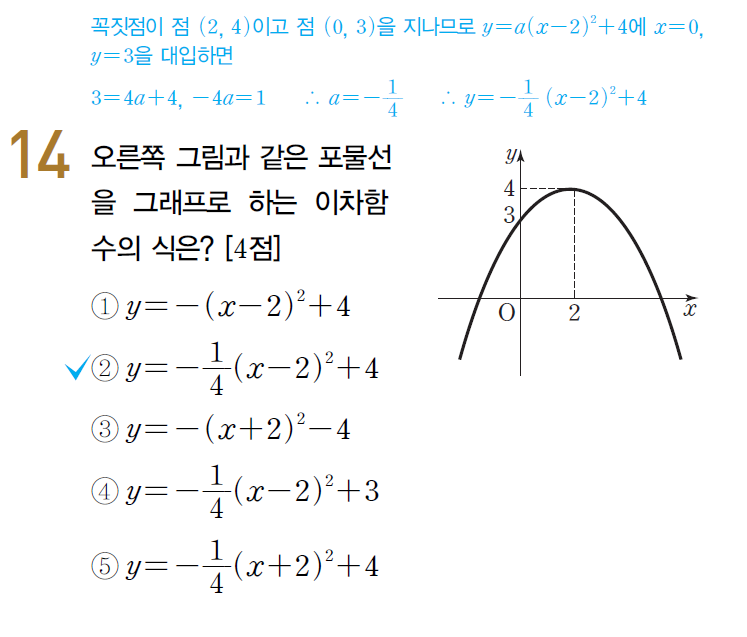 꼭짓점이 점 (2, 4)이고 점 (0, 3)을 지나므로 y=a(x-2)²+4에 x=0,
y=3을 대입하면
3=4a+4, -4a=1 ∴ a=-1/4 ∴ y=-1/4(x-2)²+4
14
오른쪽 그림과 같은 포물선
을 그래프로 하는 이차함
수의 식은? [4점]
① y=-(x-2)²+4
② y=-1/4(x-2)²+4
③ y=-(x+2)²-4
④ y=-1/4(x-2)²+3
⑤ y=-1/4(x+2)²+4
y
4
3
O 2 x